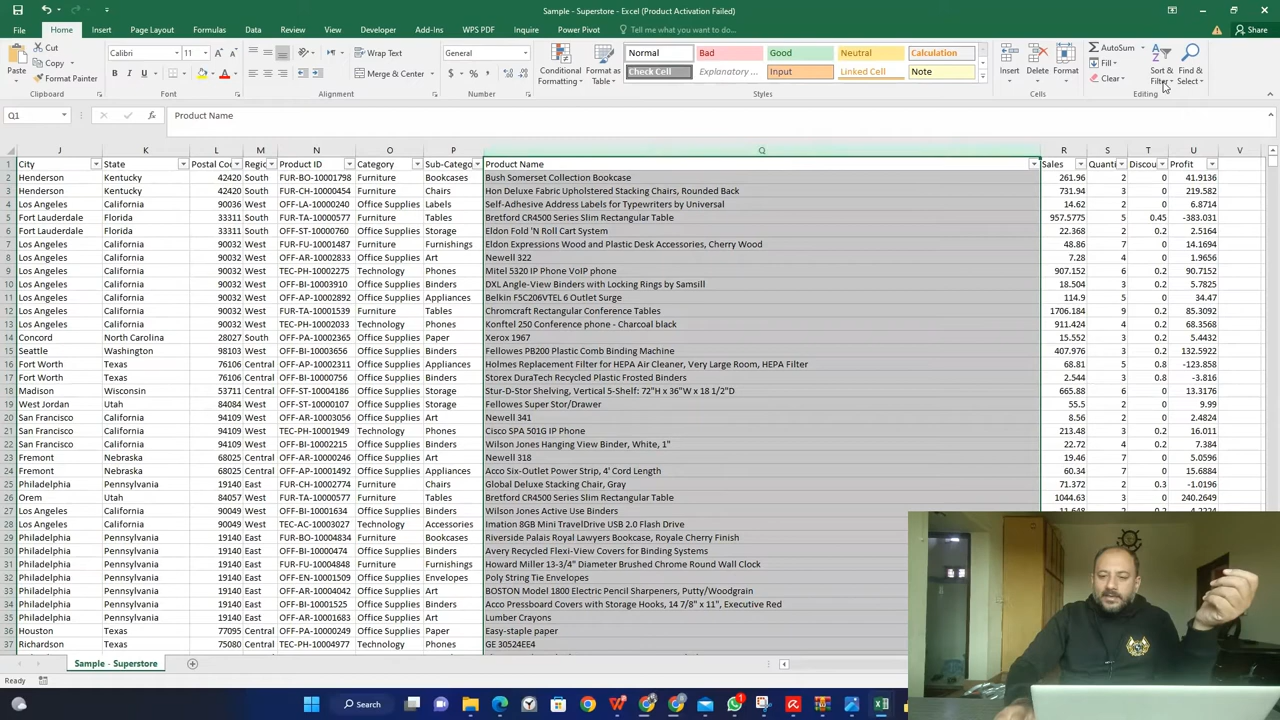 Sample - Superstore - Excel (Product Activation Failed)
File Home Insert Page Layout Formulas Data Review View Developer Add-Ins WPS PDF Inquire Power Pivot Tell me what you want to do Share
Paste Cut Copy Format Painter Clipboard
Calibri 11 B I U A Font
Wrap Text Merge & Center Alignment
General $ % Number
Conditional Formatting Format as Table
Normal Bad Good Neutral Calculation
Check Cell Explanatory ... Input Linked Cell Note
Styles
Insert Delete Format Cells
AutoSum Fill Clear Sort & Filter Find & Select Editing
Q1 fx Product Name
J K L M N O P Q R S T U V
1 City State Postal Co Regio Product ID Category Sub-Catego Product Name Sales Quanti Discou Profit
2 Henderson Kentucky 42420 South FUR-BO-10001798 Furniture Bookcases Bush Somerset Collection Bookcase 261.96 2 0 41.9136
3 Henderson Kentucky 42420 South FUR-CH-10000454 Furniture Chairs Hon Deluxe Fabric Upholstered Stacking Chairs, Rounded Back 731.94 3 0 219.582
4 Los Angeles California 90036 West OFF-LA-10000240 Office Supplies Labels Self-Adhesive Address Labels for Typewriters by Universal 14.62 2 0 6.8714
5 Fort Lauderdale Florida 33311 South FUR-TA-10000577 Furniture Tables Bretford CR4500 Series Slim Rectangular Table 957.5775 5 0.45 -383.031
6 Fort Lauderdale Florida 33311 South OFF-ST-10000760 Office Supplies Storage Eldon Fold 'N Roll Cart System 22.368 2 0.2 2.5164
7 Los Angeles California 90032 West FUR-FU-10001487 Furniture Furnishings Eldon Expressions Wood and Plastic Desk Accessories, Cherry Wood 48.86 7 0 14.1694
8 Los Angeles California 90032 West OFF-AR-10002833 Office Supplies Art Newell 322 7.28 4 0 1.9656
9 Los Angeles California 90032 West TEC-PH-10002275 Technology Phones Mitel 5320 IP Phone VoIP phone 907.152 6 0.2 90.7152
10 Los Angeles California 90032 West OFF-BI-10003910 Office Supplies Binders DXL Angle-View Binders with Locking Rings by Samsill 18.504 3 0.2 5.7825
11 Los Angeles California 90032 West OFF-AP-10002892 Office Supplies Appliances Belkin F5C206VTEL 6 Outlet Surge 114.9 5 0 34.47
12 Los Angeles California 90032 West FUR-TA-10001539 Furniture Tables Chromcraft Rectangular Conference Tables 1706.184 9 0.2 85.3092
13 Los Angeles California 90032 West TEC-PH-10002033 Technology Phones Konftel 250 Conference phone - Charcoal black 911.424 4 0.2 68.3568
14 Concord North Carolina 28027 South OFF-PA-10002365 Office Supplies Paper Xerox 1967 15.552 3 0.2 5.4432
15 Seattle Washington 98103 West OFF-BI-10003656 Office Supplies Binders Fellowes PB200 Plastic Comb Binding Machine 407.976 3 0.2 132.5922
16 Fort Worth Texas 76106 Central OFF-AP-10002311 Office Supplies Appliances Holmes Replacement Filter for HEPA Air Cleaner, Very Large Room, HEPA Filter 68.81 5 0.8 -123.858
17 Fort Worth Texas 76106 Central OFF-BI-10000756 Office Supplies Binders Storex DuraTech Recycled Plastic Frosted Binders 2.544 3 0.8 -3.816
18 Madison Wisconsin 53711 Central OFF-ST-10004186 Office Supplies Storage Stur-D-Stor Shelving, Vertical 5-Shelf: 72"H x 36"W x 18 1/2"D 665.88 6 0 13.3176
19 West Jordan Utah 84084 West OFF-ST-10000107 Office Supplies Storage Fellowes Super Stor/Drawer 55.5 2 0 9.99
20 San Francisco California 94109 West OFF-AR-10003056 Office Supplies Art Newell 341 8.56 2 0 2.4824
21 San Francisco California 94109 West TEC-PH-10001949 Technology Phones Cisco SPA 501G IP Phone 213.48 3 0.2 16.011
22 San Francisco California 94109 West OFF-BI-10002215 Office Supplies Binders Wilson Jones Hanging View Binder, White, 1" 22.72 4 0.2 7.384
23 Fremont Nebraska 68025 Central OFF-AR-10000246 Office Supplies Art Newell 318 19.46 7 0 5.0596
24 Fremont Nebraska 68025 Central OFF-AP-10001492 Office Supplies Appliances Acco Six-Outlet Power Strip, 4' Cord Length 60.34 7 0 15.6884
25 Philadelphia Pennsylvania 19140 East FUR-CH-10002774 Furniture Chairs Global Deluxe Stacking Chair, Gray 71.372 2 0.3 -1.0196
26 Orem Utah 84057 West FUR-TA-10000577 Furniture Tables Bretford CR4500 Series Slim Rectangular Table 1044.63 3 0 240.2649
27 Los Angeles California 90049 West OFF-BI-10001634 Office Supplies Binders Wilson Jones Active Use Binders
28 Los Angeles California 90049 West TEC-AC-10003027 Technology Accessories Imation 8GB Mini TravelDrive USB 2.0 Flash Drive
29 Philadelphia Pennsylvania 19140 East FUR-BO-10004834 Furniture Bookcases Riverside Palais Royal Lawyers Bookcase, Royale Cherry Finish
30 Philadelphia Pennsylvania 19140 East OFF-BI-10000474 Office Supplies Binders Avery Recycled Flexi-View Covers for Binding Systems
31 Philadelphia Pennsylvania 19140 East FUR-FU-10004848 Furniture Furnishings Howard Miller 13-3/4" Diameter Brushed Chrome Round Wall Clock
32 Philadelphia Pennsylvania 19140 East OFF-EN-10001509 Office Supplies Envelopes Poly String Tie Envelopes
33 Philadelphia Pennsylvania 19140 East OFF-AR-10004042 Office Supplies Art BOSTON Model 1800 Electric Pencil Sharpeners, Putty/Woodgrain
34 Philadelphia Pennsylvania 19140 East OFF-BI-10001525 Office Supplies Binders Acco Pressboard Covers with Storage Hooks, 14 7/8" x 11", Executive Red
35 Philadelphia Pennsylvania 19140 East OFF-AR-10001683 Office Supplies Art Lumber Crayons
36 Houston Texas 77095 Central OFF-PA-10000249 Office Supplies Paper Easy-staple paper
37 Richardson Texas 75080 Central TEC-PH-10004977 Technology Phones GE 30524EE4
Sample - Superstore
Ready
Search